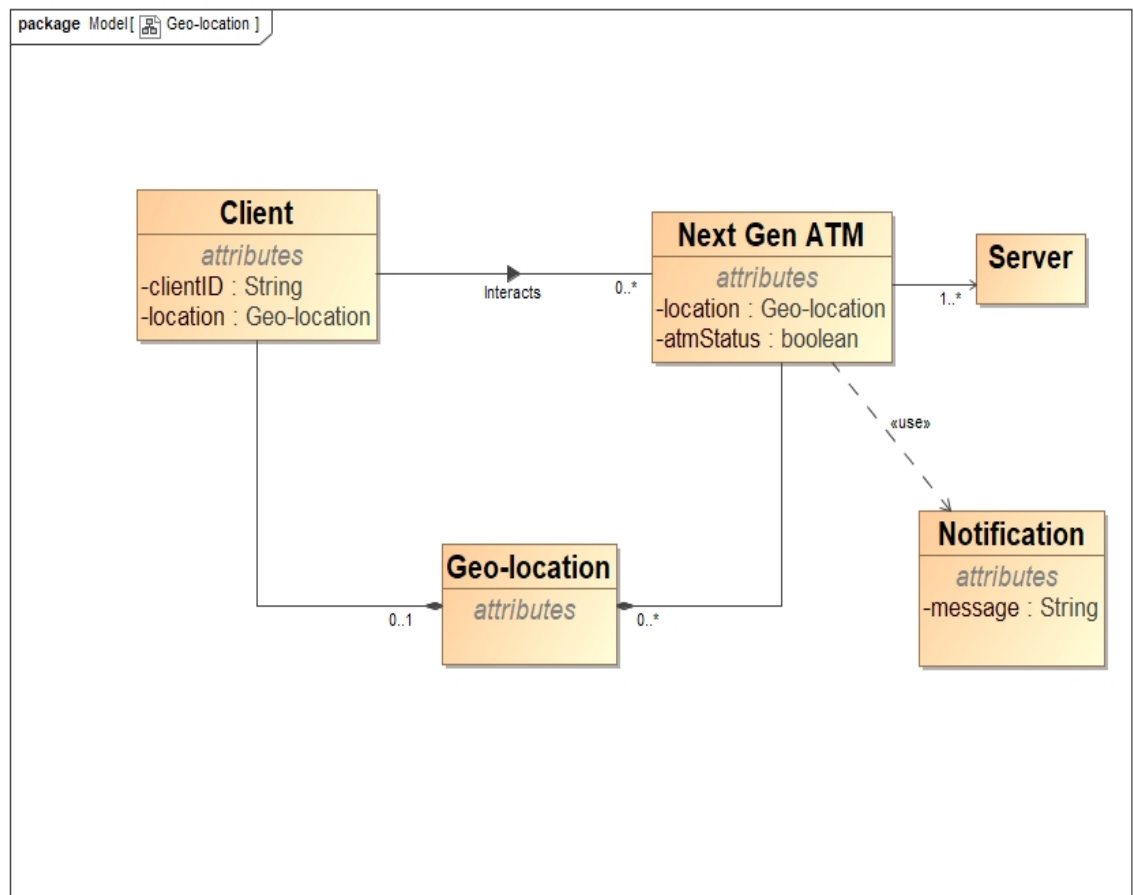 package Model[ Geo-location ]
Client
attributes
-clientID : String
-location : Geo-location
Interacts
0..*
Next Gen ATM
attributes
-location : Geo-location
-atmStatus : boolean
1..*
Server
«use»
Notification
attributes
-message : String
Geo-location
attributes
0..1
0..*